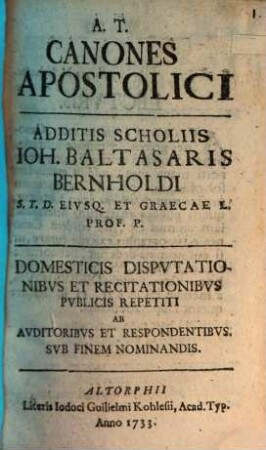 1.
A. T.
CANONES
APOSTOLICI
ADDITIS SCHOLIIS
IOH. BALTASARIS
BERNHOLDI
S. T. D. EIVSQ. ET GRAECAE L.
PROF. P.
DOMESTICIS DISPVTATIO-
NIBVS ET RECITATIONIBVS
PVBLICIS REPETITI
AB
AVDITORIBVS ET RESPONDENTIBVS.
SVB FINEM NOMINANDIS.
ALTORPHII
Literis Iodoci Guilielmi Kohlesii, Acad. Typ.
Anno 1733.